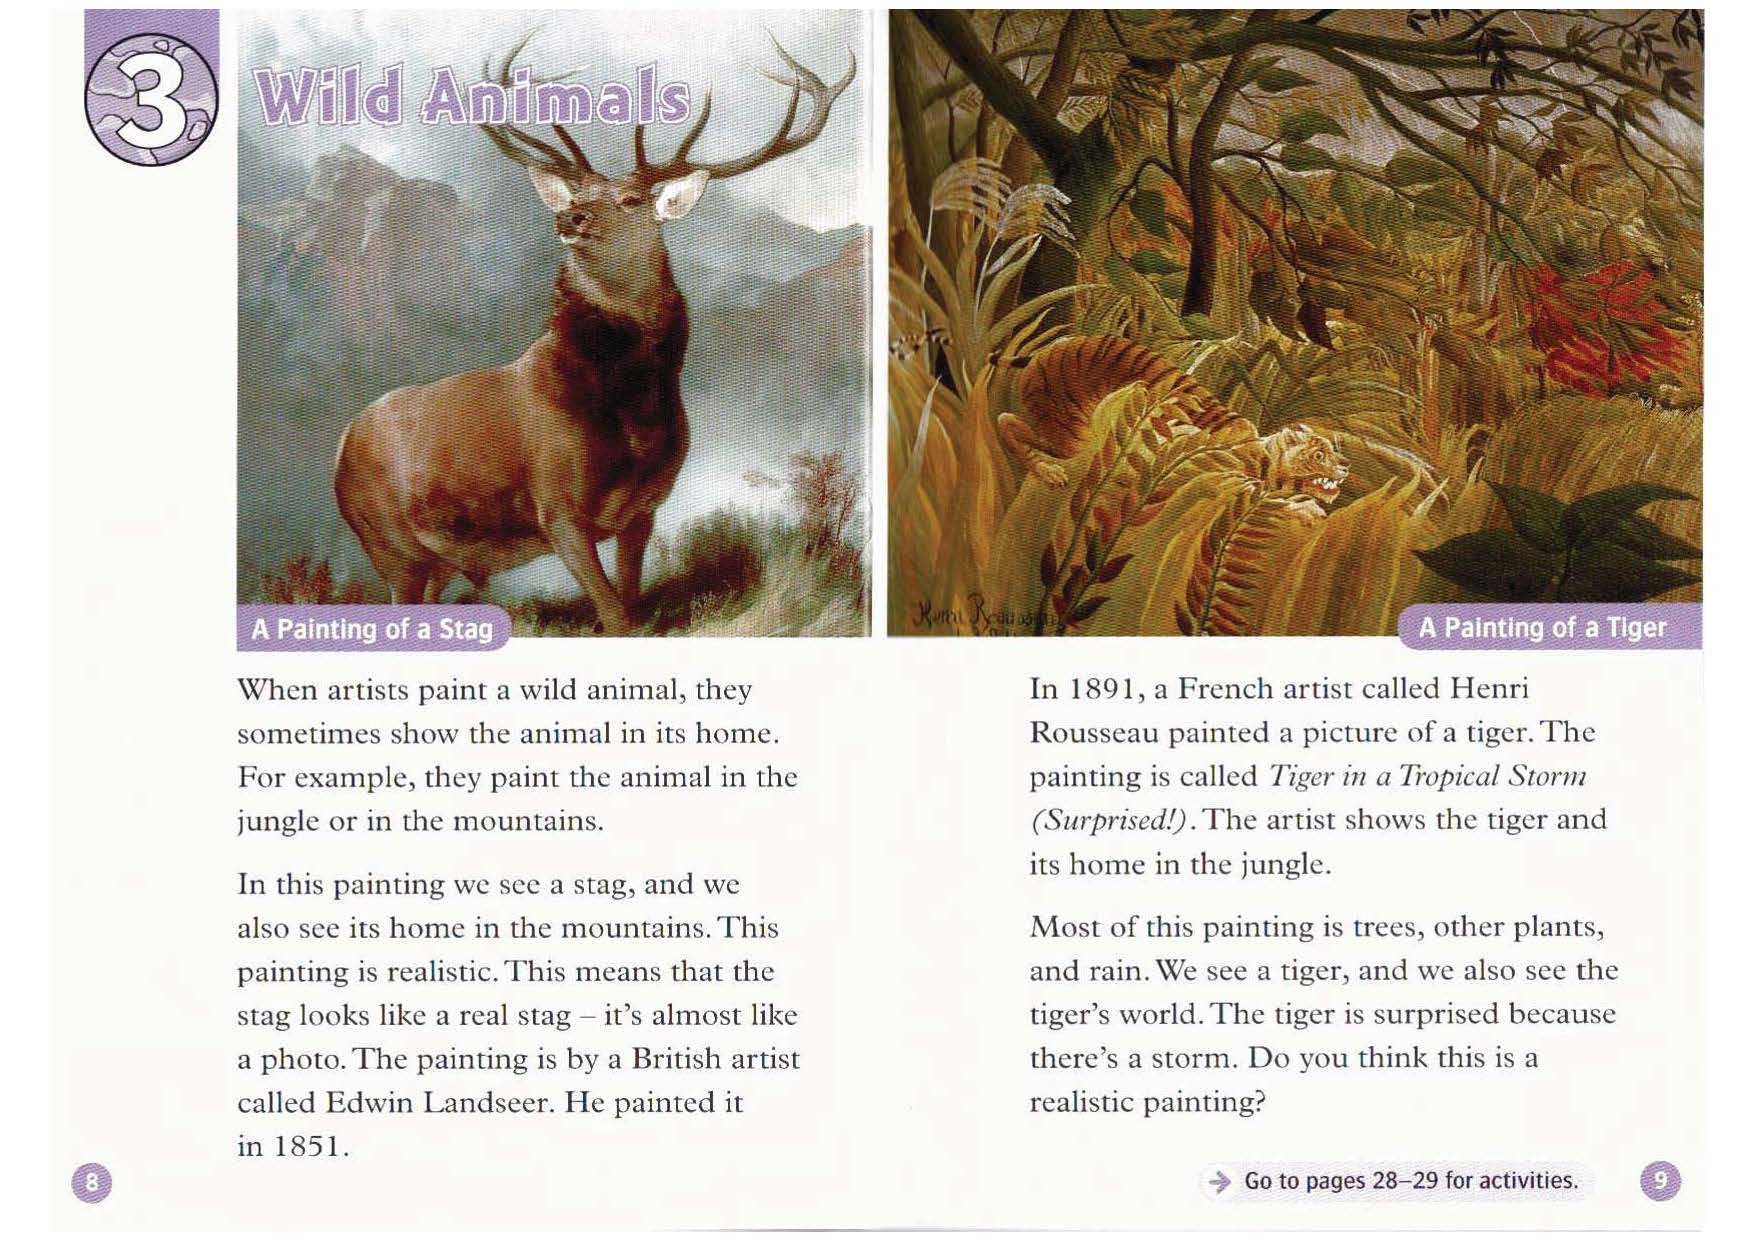 3
Wild Animals
A Painting of a Stag
When artists paint a wild animal, they
sometimes show the animal in its home.
For example, they paint the animal in the
jungle or in the mountains.
In this painting we see a stag, and we
also see its home in the mountains. This
painting is realistic. This means that the
stag looks like a real stag – it's almost like
a photo. The painting is by a British artist
called Edwin Landseer. He painted it
in 1851.
8
Henri Rousseau
A Painting of a Tiger
In 1891, a French artist called Henri
Rousseau painted a picture of a tiger. The
painting is called Tiger in a Tropical Storm
(Surprised!). The artist shows the tiger and
its home in the jungle.
Most of this painting is trees, other plants,
and rain. We see a tiger, and we also see the
tiger's world. The tiger is surprised because
there's a storm. Do you think this is a
realistic painting?
→ Go to pages 28–29 for activities.
9